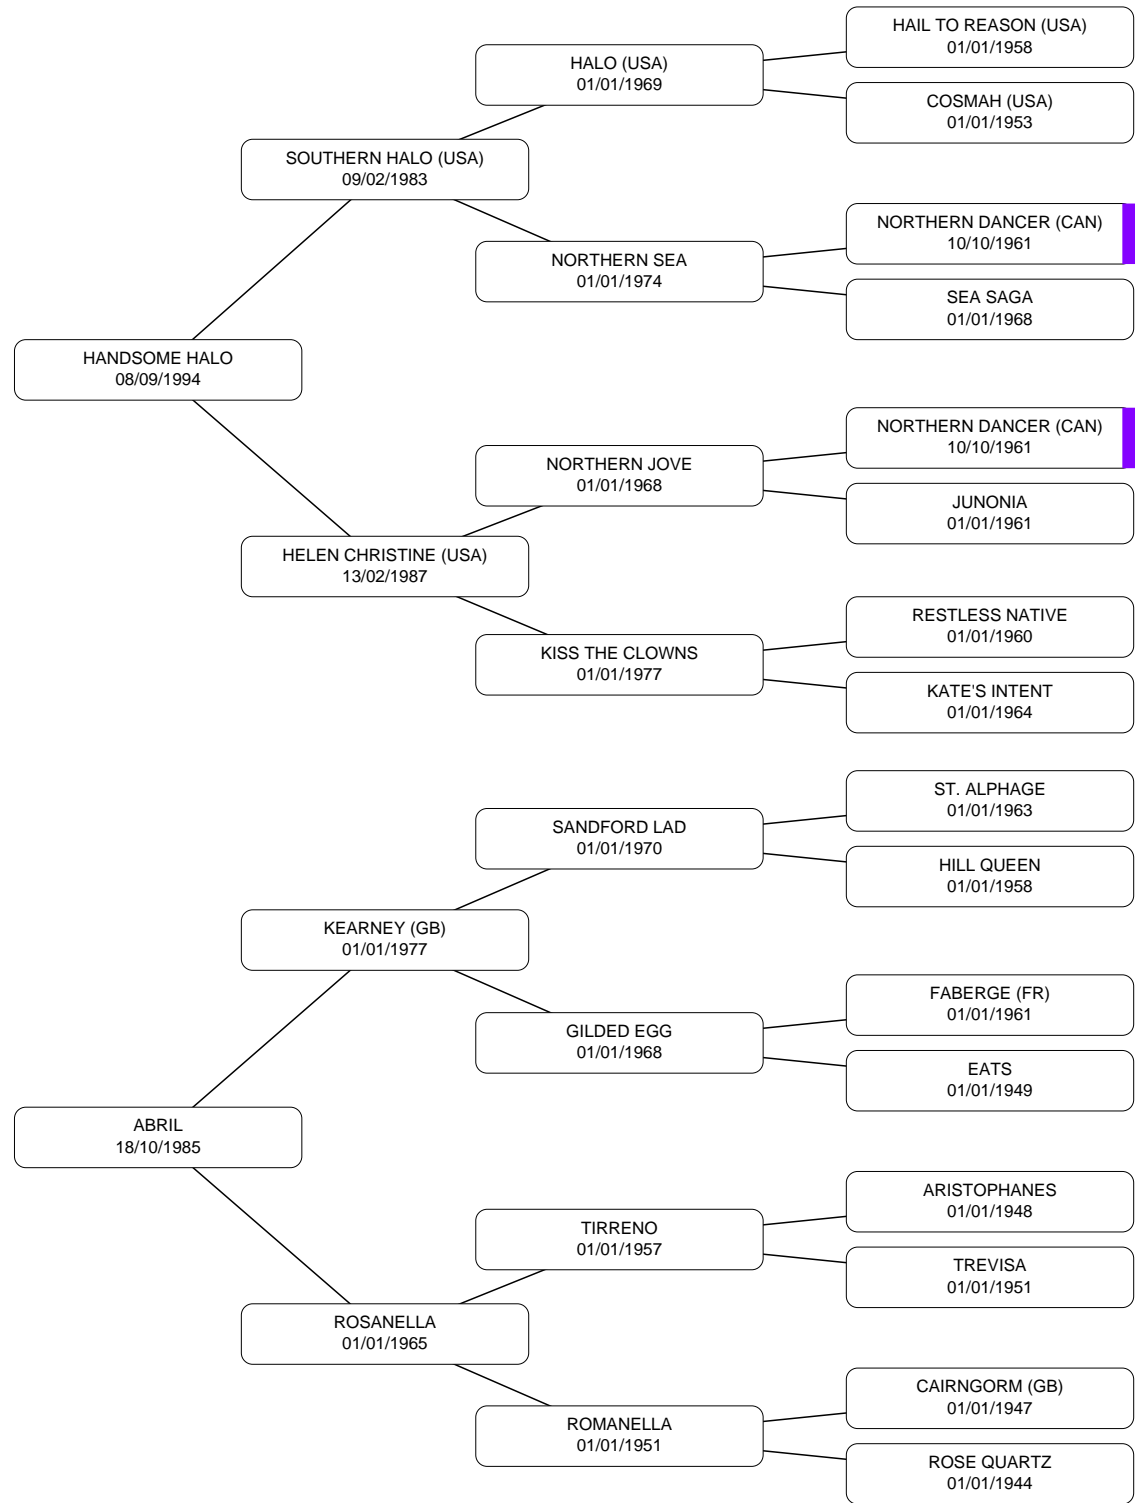 HAIL TO REASON (USA)
01/01/1958
HALO (USA)
01/01/1969
COSMAH (USA)
01/01/1953
SOUTHERN HALO (USA)
09/02/1983
NORTHERN DANCER (CAN)
10/10/1961
NORTHERN SEA
01/01/1974
SEA SAGA
01/01/1968
HANDSOME HALO
08/09/1994
NORTHERN DANCER (CAN)
10/10/1961
NORTHERN JOVE
01/01/1968
JUNONIA
01/01/1961
HELEN CHRISTINE (USA)
13/02/1987
RESTLESS NATIVE
01/01/1960
KISS THE CLOWNS
01/01/1977
KATE'S INTENT
01/01/1964
ST. ALPHAGE
01/01/1963
SANDFORD LAD
01/01/1970
HILL QUEEN
01/01/1958
KEARNEY (GB)
01/01/1977
FABERGE (FR)
01/01/1961
GILDED EGG
01/01/1968
EATS
01/01/1949
ABRIL
18/10/1985
ARISTOPHANES
01/01/1948
TIRRENO
01/01/1957
TREVISA
01/01/1951
ROSANELLA
01/01/1965
CAIRNGORM (GB)
01/01/1947
ROMANELLA
01/01/1951
ROSE QUARTZ
01/01/1944